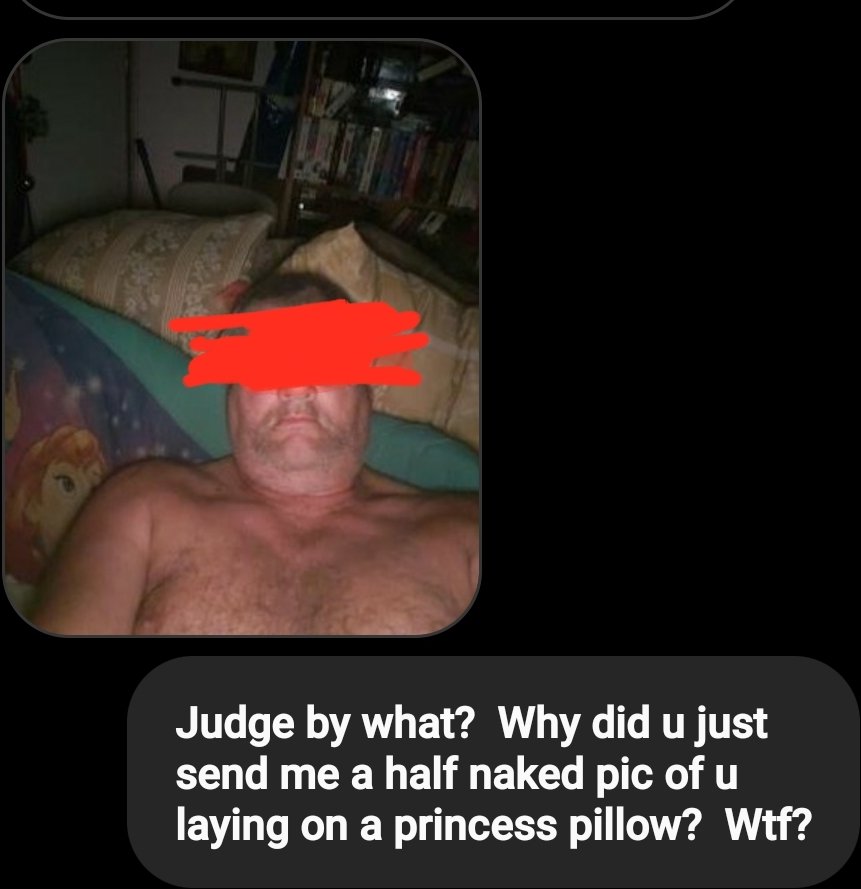 Judge by what?  Why did u just
send me a half naked pic of u
laying on a princess pillow?  Wtf?